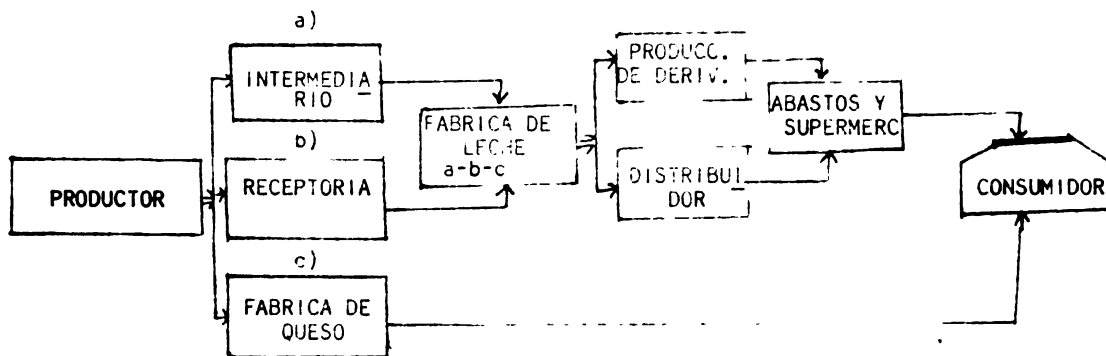 a)
INTERMEDIA
RIO
b)
RECEPTORIA
c)
FABRICA DE
QUESO
PRODUCTOR
FABRICA DE
LECHE
a-b-c
PRODUCC.
DE DERIV.
DISTRIBUI
DOR
ABASTOS Y
SUPERMERC
CONSUMIDOR